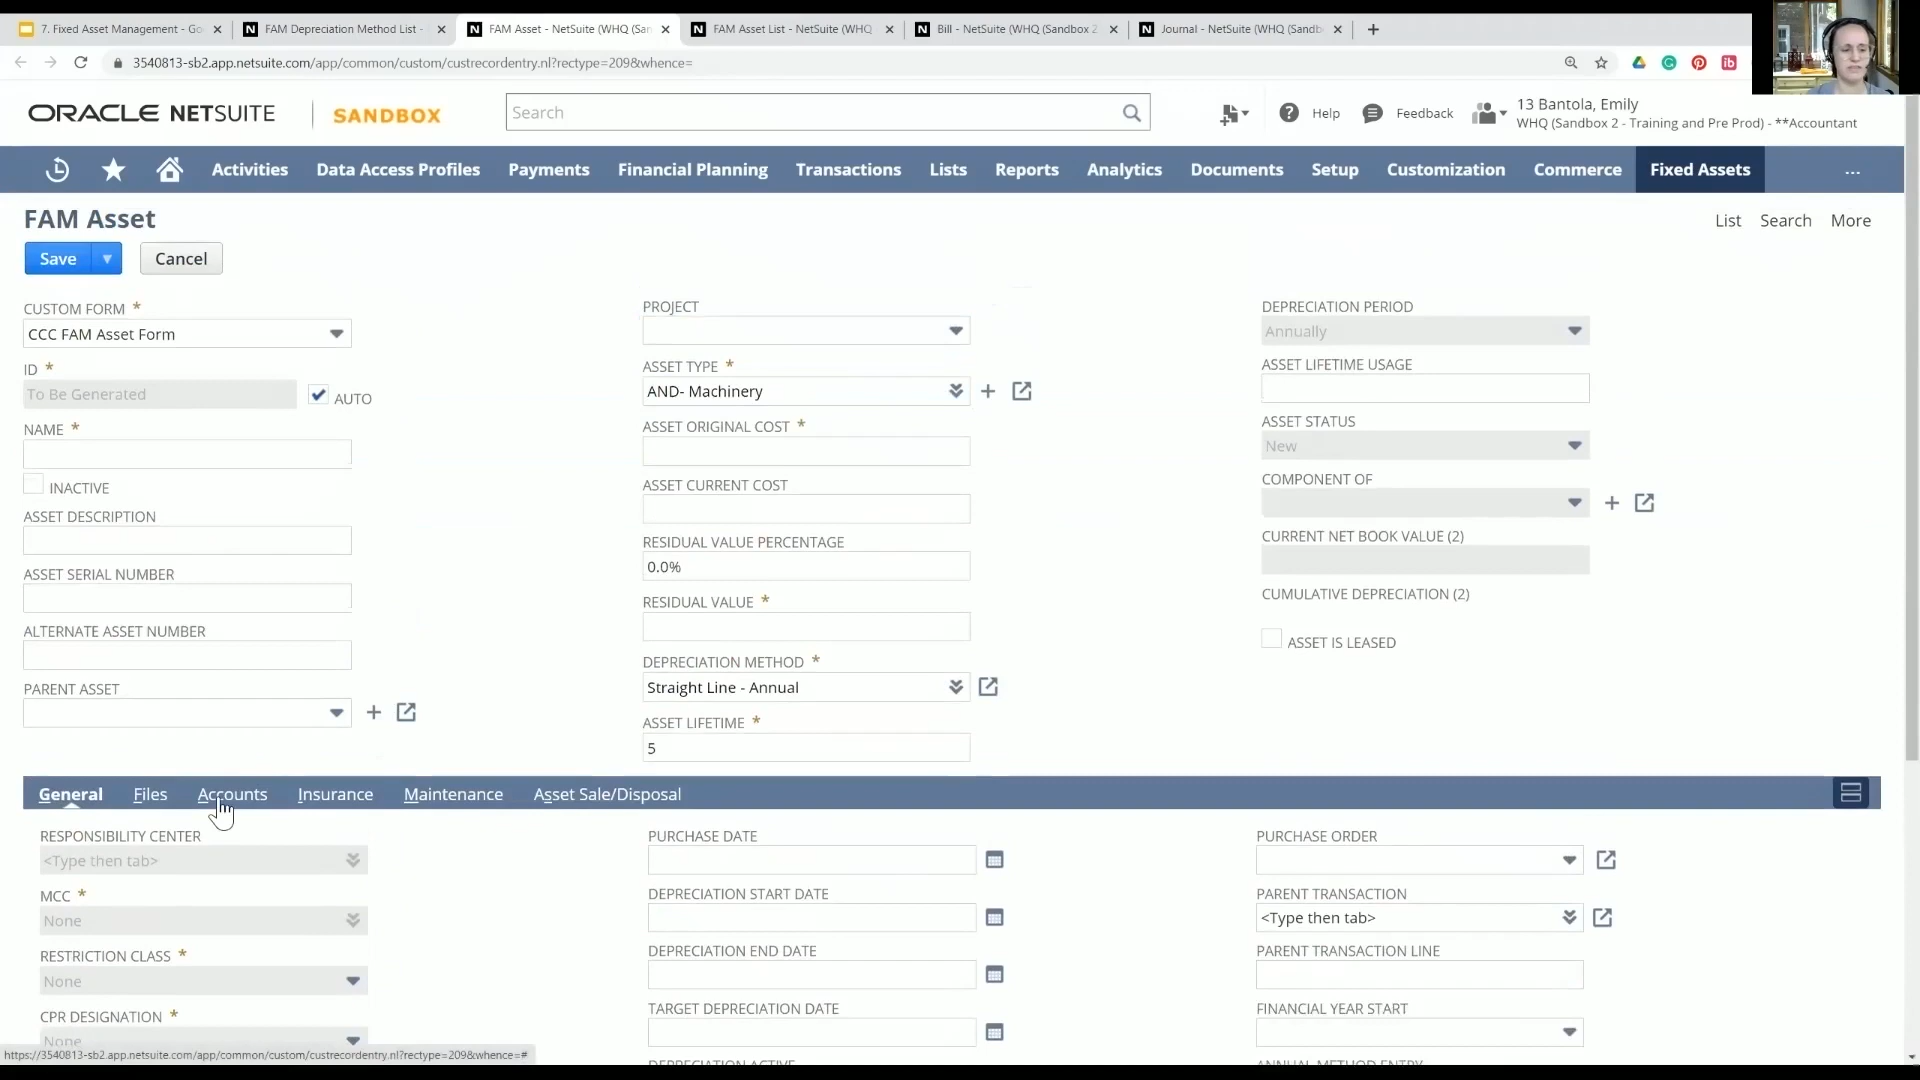 7. Fixed Asset Management - Go
FAM Depreciation Method List -
FAM Asset - NetSuite (WHQ (San
FAM Asset List - NetSuite (WHQ
Bill - NetSuite (WHQ (Sandbox 2
Journal - NetSuite (WHQ (Sandb
3540813-sb2.app.netsuite.com/app/common/custom/custrecordentry.nl?rectype=209&whence=
ORACLE NETSUITE
SANDBOX
Search
Help
Feedback
13 Bantola, Emily
WHQ (Sandbox 2 - Training and Pre Prod) - **Accountant
Activities
Data Access Profiles
Payments
Financial Planning
Transactions
Lists
Reports
Analytics
Documents
Setup
Customization
Commerce
Fixed Assets
...
FAM Asset
List
Search
More
Save
Cancel
CUSTOM FORM *
CCC FAM Asset Form
ID *
To Be Generated
AUTO
NAME *
INACTIVE
ASSET DESCRIPTION
ASSET SERIAL NUMBER
ALTERNATE ASSET NUMBER
PARENT ASSET
PROJECT
ASSET TYPE *
AND- Machinery
ASSET ORIGINAL COST *
ASSET CURRENT COST
RESIDUAL VALUE PERCENTAGE
0.0%
RESIDUAL VALUE *
DEPRECIATION METHOD *
Straight Line - Annual
ASSET LIFETIME *
5
DEPRECIATION PERIOD
Annually
ASSET LIFETIME USAGE
ASSET STATUS
New
COMPONENT OF
CURRENT NET BOOK VALUE (2)
CUMULATIVE DEPRECIATION (2)
ASSET IS LEASED
General
Files
Accounts
Insurance
Maintenance
Asset Sale/Disposal
RESPONSIBILITY CENTER
<Type then tab>
MCC *
None
RESTRICTION CLASS *
None
CPR DESIGNATION *
None
PURCHASE DATE
DEPRECIATION START DATE
DEPRECIATION END DATE
TARGET DEPRECIATION DATE
DEPRECIATION ACTIVE
PURCHASE ORDER
PARENT TRANSACTION
<Type then tab>
PARENT TRANSACTION LINE
FINANCIAL YEAR START
ANNUAL METHOD ENTRY
https://3540813-sb2.app.netsuite.com/app/common/custom/custrecordentry.nl?rectype=209&whence=#